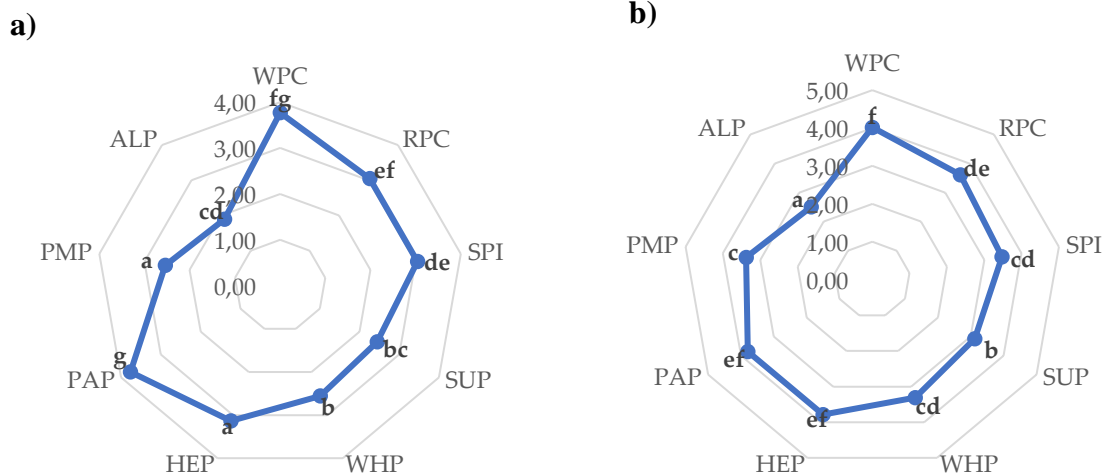 a)
WPC
4,00
fg
ALP
RPC
3,00
ef
2,00
cd
1,00
PMP
a
SPI
0,00
de
bc
g
PAP
SUP
b
a
HEP
WHP
b)
WPC
5,00
ALP
4,00
f
RPC
3,00
de
2,00
a
PMP
1,00
SPI
c
cd
0,00
b
ef
PAP
SUP
cd
ef
HEP
WHP